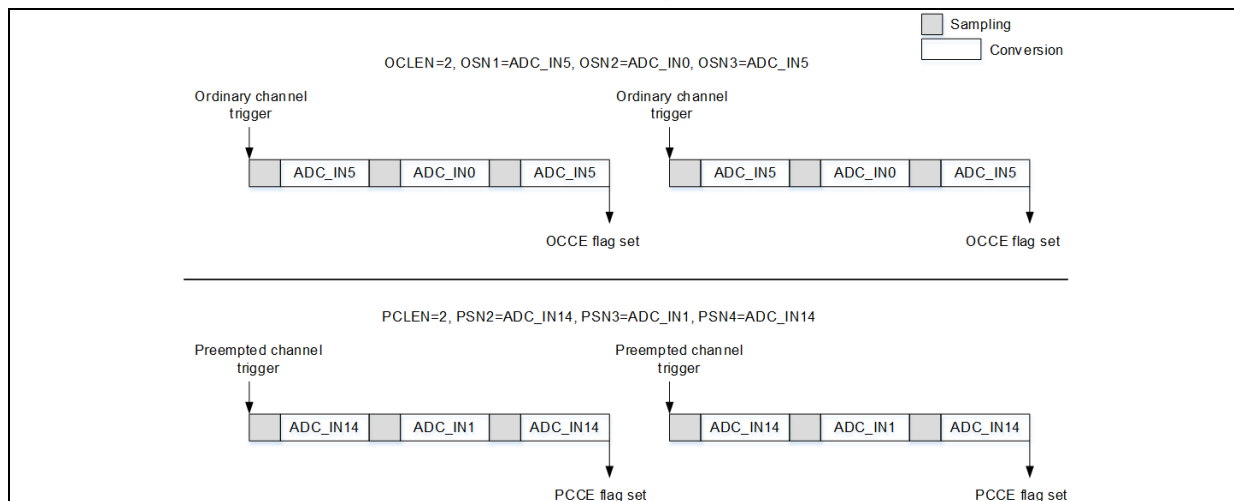 Sampling
Conversion
OCLEN=2, OSN1=ADC_IN5, OSN2=ADC_IN0, OSN3=ADC_IN5
Ordinary channel
trigger
Ordinary channel
trigger
ADC_IN5 ADC_IN0 ADC_IN5
ADC_IN5 ADC_IN0 ADC_IN5
OCCE flag set
OCCE flag set
PCLEN=2, PSN2=ADC_IN14, PSN3=ADC_IN1, PSN4=ADC_IN14
Preempted channel
trigger
Preempted channel
trigger
ADC_IN14 ADC_IN1 ADC_IN14
ADC_IN14 ADC_IN1 ADC_IN14
PCCE flag set
PCCE flag set